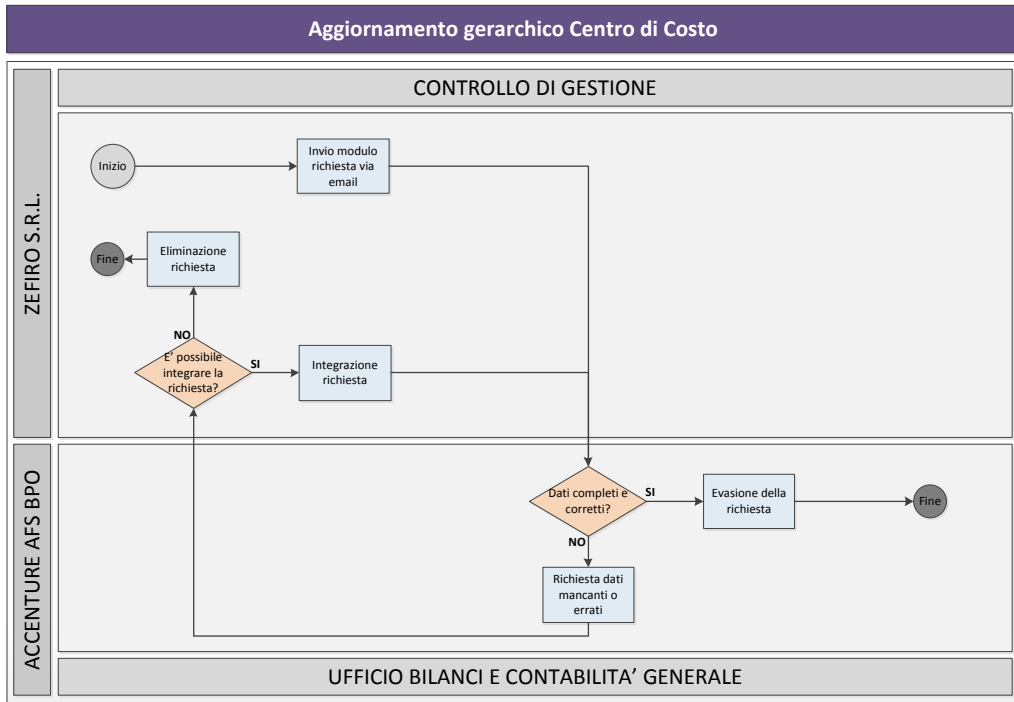 Aggiornamento gerarchico Centro di Costo
CONTROLLO DI GESTIONE
ZEFIRO S.R.L.
Inizio
Invio modulo
richiesta via
email
Fine
Eliminazione
richiesta
NO
E' possibile
integrare la
richiesta?
SI
Integrazione
richiesta
ACCENTURE AFS BPO
Dati completi e
corretti?
SI
Evasione della
richiesta
Fine
NO
Richiesta dati
mancanti o
errati
UFFICIO BILANCI E CONTABILITA' GENERALE